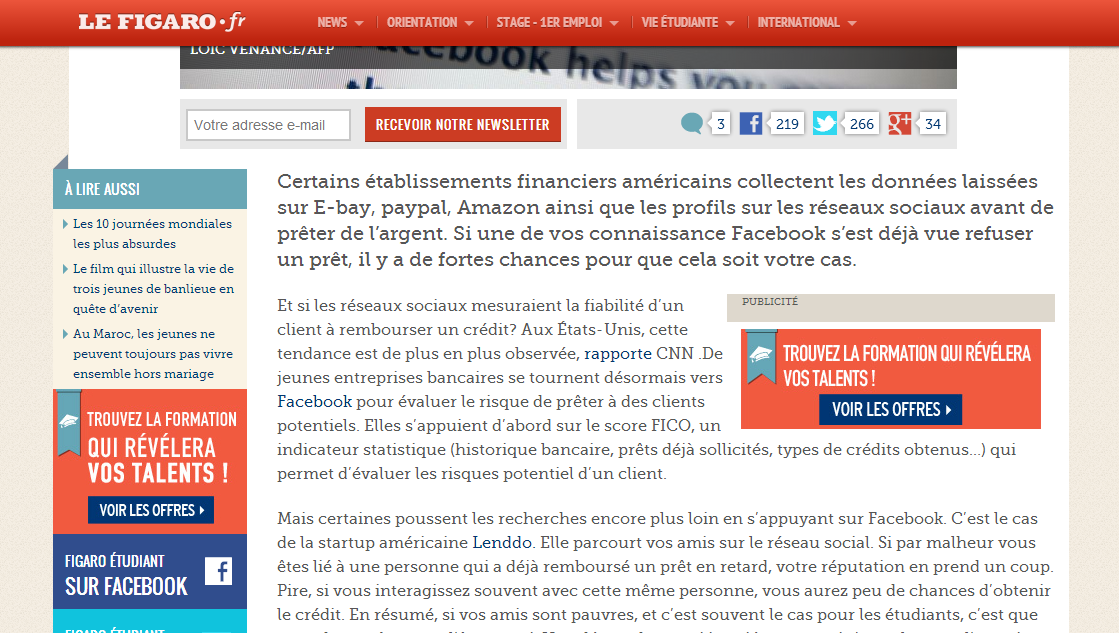 LE FIGARO·fr
NEWS
ORIENTATION
STAGE - 1ER EMPLOI
VIE ÉTUDIANTE
INTERNATIONAL
LOIC VENANCE/AFP
acebook helps you
Votre adresse e-mail
RECEVOIR NOTRE NEWSLETTER
3
219
266
34
À LIRE AUSSI
Les 10 journées mondiales
les plus absurdes
Le film qui illustre la vie de
trois jeunes de banlieue en
quête d’avenir
Au Maroc, les jeunes ne
peuvent toujours pas vivre
ensemble hors mariage
TROUVEZ LA FORMATION
QUI RÉVÉLERA
VOS TALENTS !
VOIR LES OFFRES
FIGARO ÉTUDIANT
SUR FACEBOOK
FIGARO ÉTUDIANT
Certains établissements financiers américains collectent les données laissées
sur E-bay, paypal, Amazon ainsi que les profils sur les réseaux sociaux avant de
prêter de l’argent. Si une de vos connaissance Facebook s’est déjà vue refuser
un prêt, il y a de fortes chances pour que cela soit votre cas.
Et si les réseaux sociaux mesuraient la fiabilité d’un
client à rembourser un crédit? Aux États-Unis, cette
tendance est de plus en plus observée, rapporte CNN .De
jeunes entreprises bancaires se tournent désormais vers
Facebook pour évaluer le risque de prêter à des clients
potentiels. Elles s’appuient d’abord sur le score FICO, un
indicateur statistique (historique bancaire, prêts déjà sollicités, types de crédits obtenus...) qui
permet d’évaluer les risques potentiel d’un client.
PUBLICITÉ
TROUVEZ LA FORMATION QUI RÉVÉLERA
VOS TALENTS !
VOIR LES OFFRES
Mais certaines poussent les recherches encore plus loin en s’appuyant sur Facebook. C’est le cas
de la startup américaine Lenddo. Elle parcourt vos amis sur le réseau social. Si par malheur vous
êtes lié à une personne qui a déjà remboursé un prêt en retard, votre réputation en prend un coup.
Pire, si vous interagissez souvent avec cette même personne, vous aurez peu de chances d’obtenir
le crédit. En résumé, si vos amis sont pauvres, et c’est souvent le cas pour les étudiants, c’est que